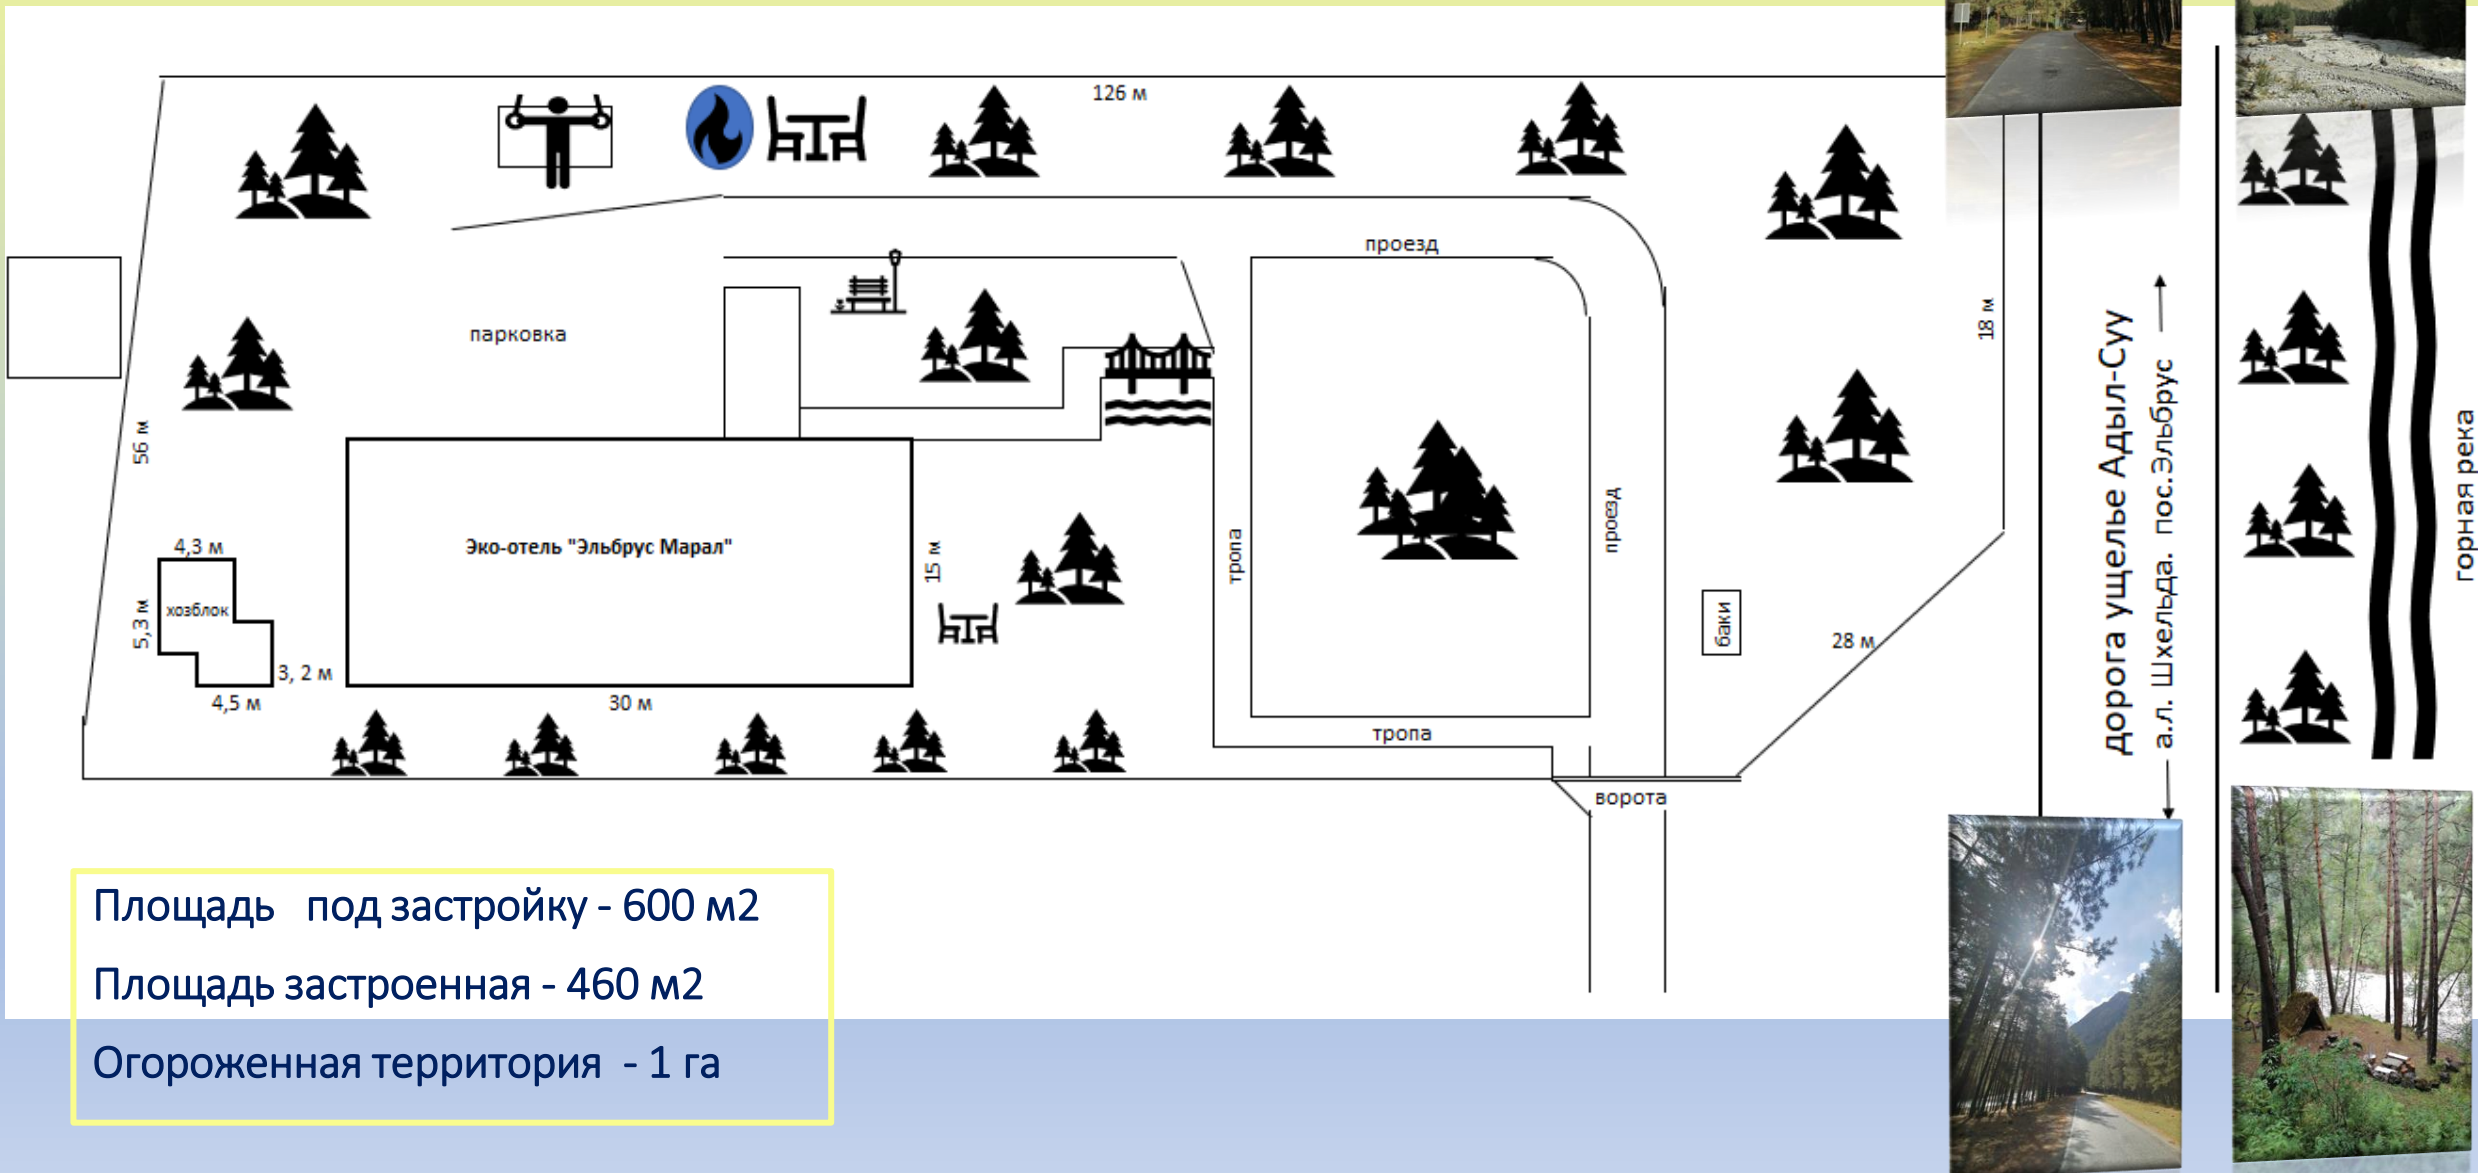 126 м
проезд
парковка
18 м
56 м
Эко-отель "Эльбрус Марал"
4,3 м
хозблок
5,3 м
3, 2 м
4,5 м
30 м
15 м
тропа
проезд
баки
28 м
тропа
ворота
дорога ущелье Адыл-Суу
а.л. Шхельда. пос.Эльбрус
горная река
Площадь под застройку - 600 м2
Площадь застроенная - 460 м2
Огороженная территория - 1 га